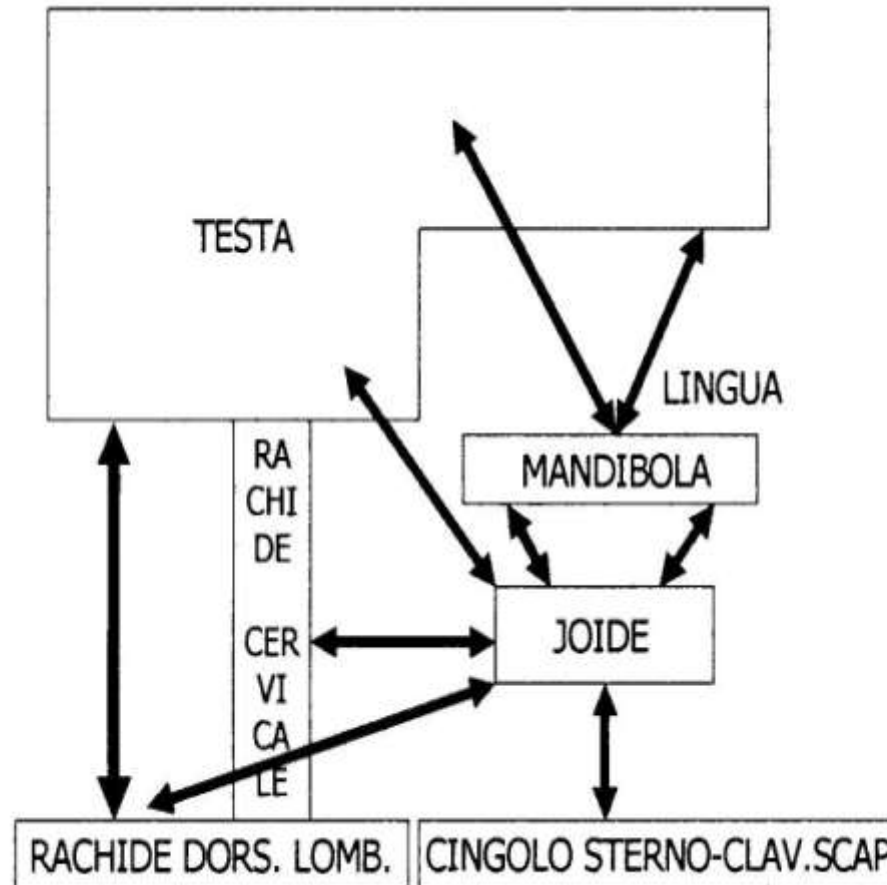 TESTA
LINGUA
MANDIBOLA
RA
CHI
DE
CER
VI
CA
LE
JOIDE
RACHIDE DORS. LOMB.
CINGOLO STERNO-CLAV.SCAP